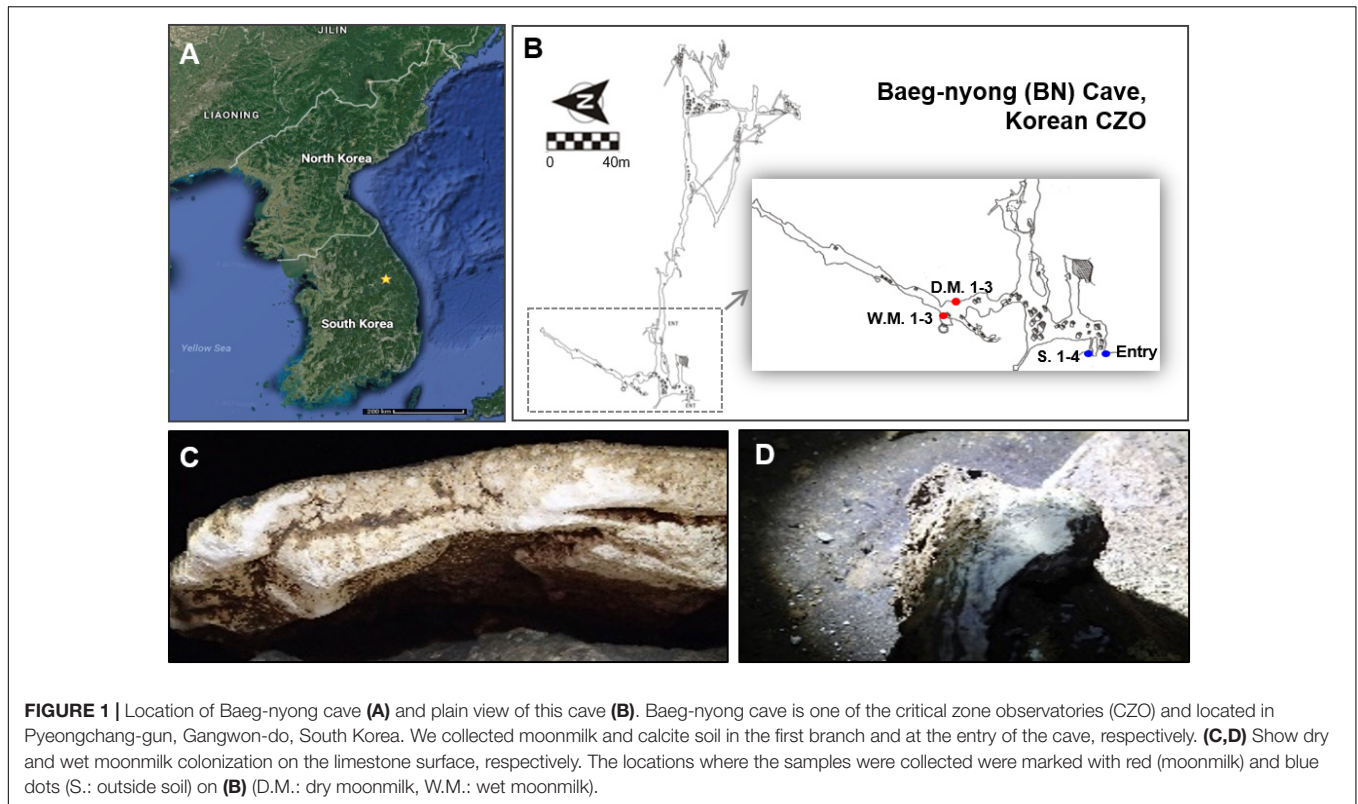 A
JILIN
LIAONING
North Korea
South Korea
Yellow Sea
200 km
B
N
0 40m
Baeg-nyong (BN) Cave,
Korean CZO
D.M. 1-3
W.M. 1-3
S. 1-4
Entry
ENT
ENT
C
D
FIGURE 1 | Location of Baeg-nyong cave (A) and plain view of this cave (B). Baeg-nyong cave is one of the critical zone observatories (CZO) and located in
Pyeongchang-gun, Gangwon-do, South Korea. We collected moonmilk and calcite soil in the first branch and at the entry of the cave, respectively. (C,D) Show dry
and wet moonmilk colonization on the limestone surface, respectively. The locations where the samples were collected were marked with red (moonmilk) and blue
dots (S.: outside soil) on (B) (D.M.: dry moonmilk, W.M.: wet moonmilk).